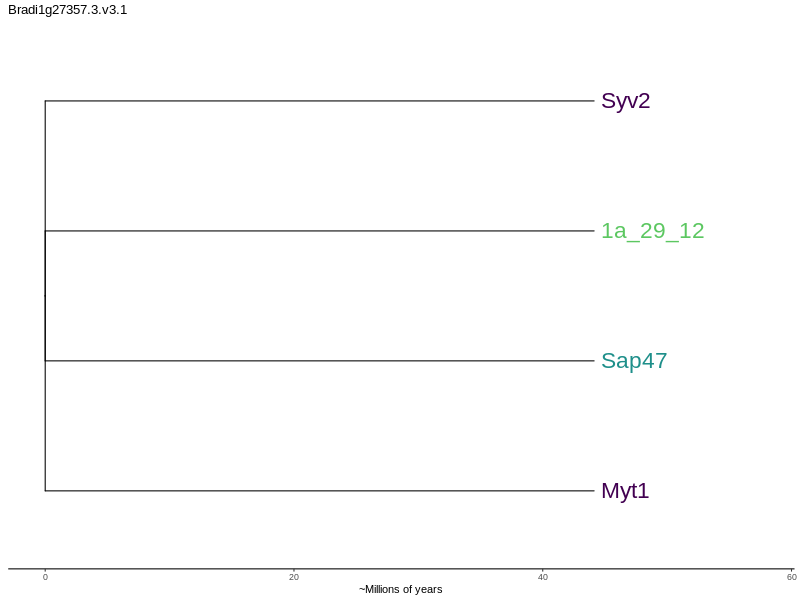 Bradi1g27357.3.v3.1
Syv2
1a_29_12
Sap47
Myt1
0 20 40 60
~Millions of years